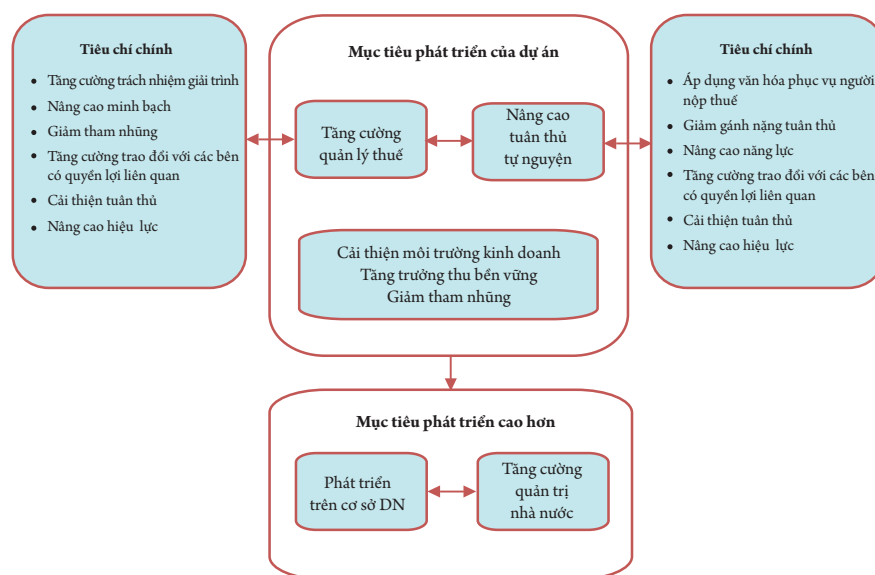 Tiêu chí chính
• Tăng cường trách nhiệm giải trình
• Nâng cao minh bạch
• Giảm tham nhũng
• Tăng cường trao đổi với các bên
có quyền lợi liên quan
• Cải thiện tuân thủ
• Nâng cao hiệu lực
Mục tiêu phát triển của dự án
Tăng cường
quản lý thuế
Nâng cao
tuân thủ
tự nguyện
Cải thiện môi trường kinh doanh
Tăng trưởng thu bền vững
Giảm tham nhũng
Tiêu chí chính
• Áp dụng văn hóa phục vụ người
nộp thuế
• Giảm gánh nặng tuân thủ
• Nâng cao năng lực
• Tăng cường trao đổi với các bên
có quyền lợi liên quan
• Cải thiện tuân thủ
• Nâng cao hiệu lực
Mục tiêu phát triển cao hơn
Phát triển
trên cơ sở DN
Tăng cường
quản trị
nhà nước